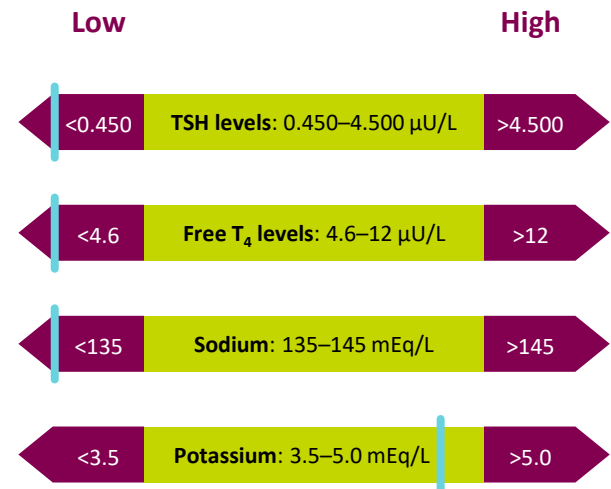 Low High
<0.450 TSH levels: 0.450–4.500 µU/L >4.500
<4.6 Free T₄ levels: 4.6–12 µU/L >12
<135 Sodium: 135–145 mEq/L >145
<3.5 Potassium: 3.5–5.0 mEq/L >5.0